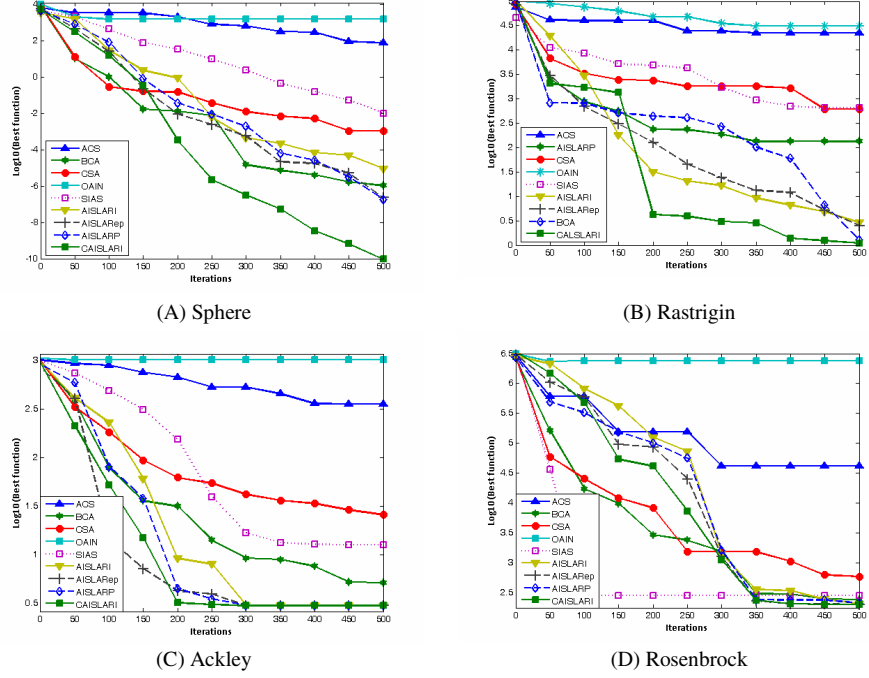 4
2
0
-2
-4
-6
-8
-10
Log10(Best function)
ACS
BCA
CSA
OAIN
SIAS
AISLARI
AISLARep
AISLARP
CAISLARI
0 50 100 150 200 250 300 350 400 450 500
Iterations
(A) Sphere
5
4.5
4
3.5
3
2.5
2
1.5
1
0.5
0
Log10(Best function)
ACS
AISLARP
CSA
OAIN
SIAS
AISLARI
AISLARep
BCA
CALSLARI
0 50 100 150 200 250 300 350 400 450 500
Iterations
(B) Rastrigin
3
2.5
2
1.5
1
0.5
Log10(Best function)
ACS
BCA
CSA
OAIN
SIAS
AISLARI
AISLARep
AISLARP
CAISLARI
0 50 100 150 200 250 300 350 400 450 500
Iterations
(C) Ackley
6.5
6
5.5
5
4.5
4
3.5
3
2.5
Log10(Best function)
ACS
BCA
CSA
OAIN
SIAS
AISLARI
AISLARep
AISLARP
CAISLARI
0 50 100 150 200 250 300 350 400 450 500
Iterations
(D) Rosenbrock